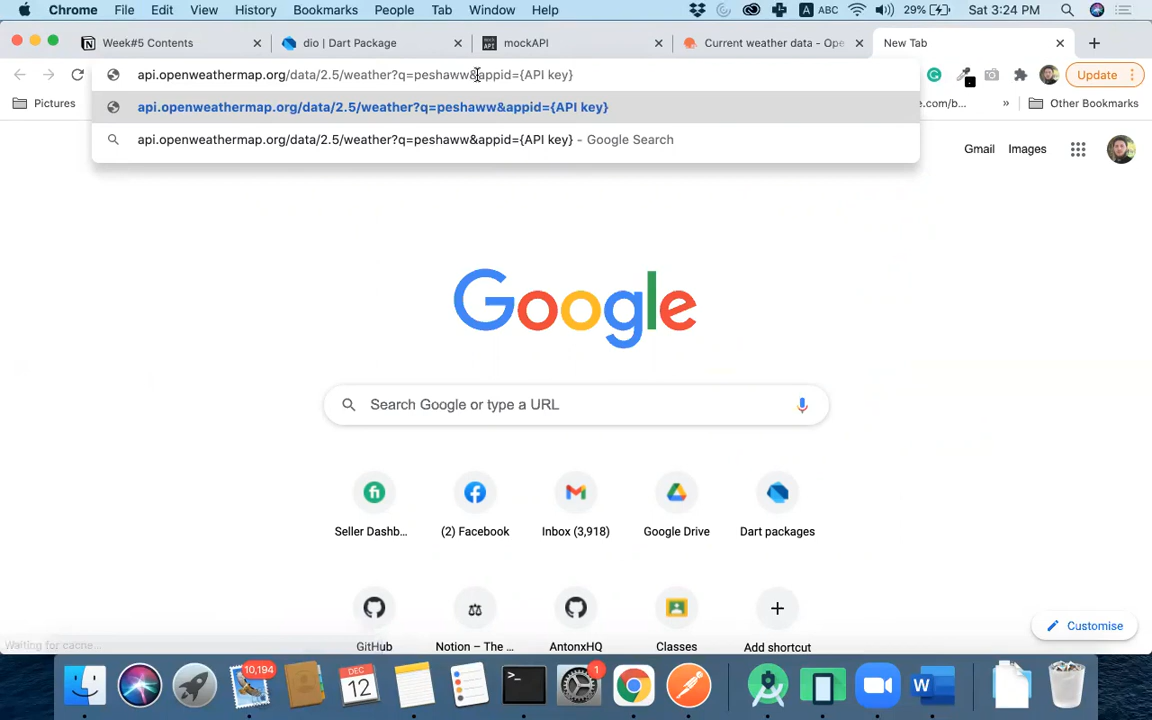 Chrome File Edit View History Bookmarks People Tab Window Help A ABC 29% Sat 3:24 PM
Week#5 Contents dio | Dart Package mockAPI Current weather data - Ope New Tab
api.openweathermap.org/data/2.5/weather?q=peshaww&appid={API key} Update
Papers api.openweathermap.org/data/2.5/weather?q=peshaww&appid={API key} e.com/b... » Other Bookmarks
api.openweathermap.org/data/2.5/weather?q=peshaww&appid={API key} - Google Search
Gmail Images
Google
Search Google or type a URL
Seller Dashb... (2) Facebook Inbox (3,918) Google Drive Dart packages
GitHub Notion – The ... AntonxHQ Classes Add shortcut
Customise
Waiting for cache...
10,194 DEC 12 1